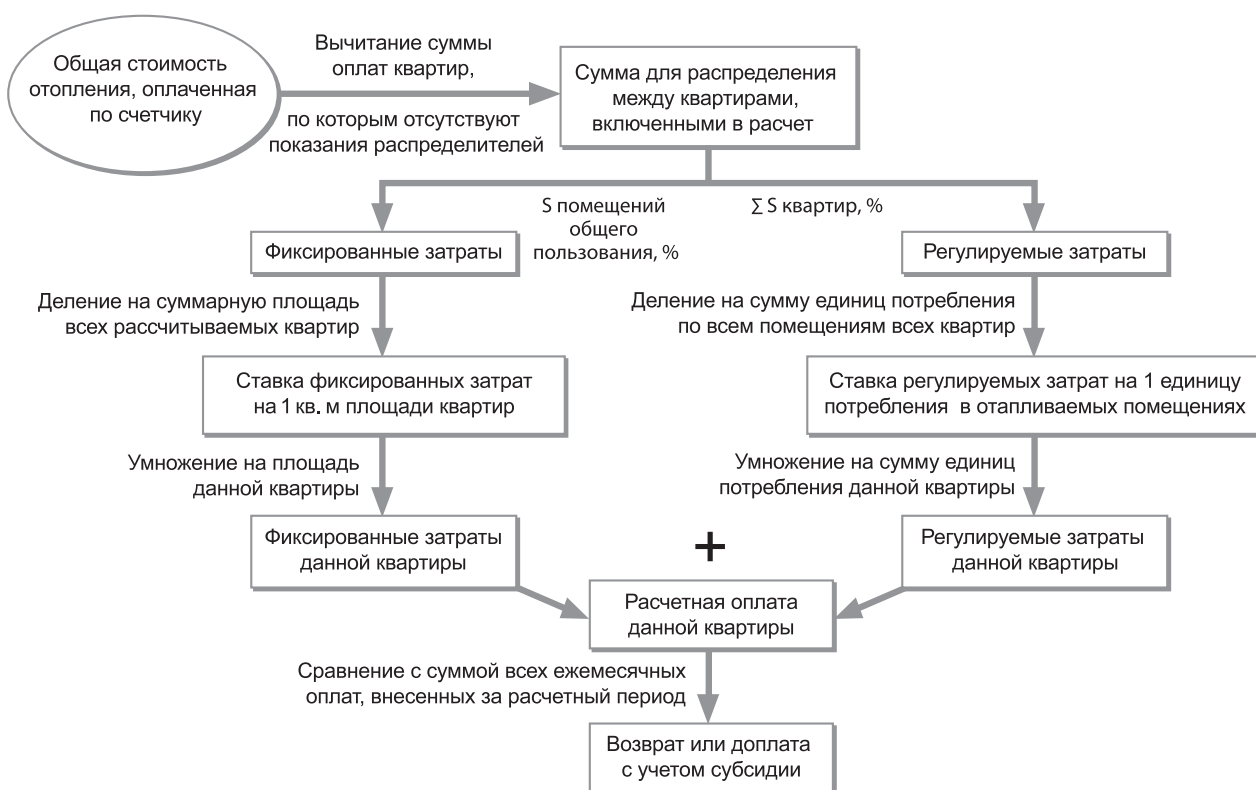 Общая стоимость
отопления, оплаченная
по счетчику
Вычитание суммы
оплат квартир,
по которым отсутствуют
показания распределителей
Сумма для распределения
между квартирами,
включенными в расчет
S помещений
общего
пользования, %
∑ S квартир, %
Фиксированные затраты
Регулируемые затраты
Деление на суммарную площадь
всех рассчитываемых квартир
Деление на сумму единиц потребления
по всем помещениям всех квартир
Ставка фиксированных затрат
на 1 кв. м площади квартир
Ставка регулируемых затрат на 1 единицу
потребления в отапливаемых помещениях
Умножение на площадь
данной квартиры
Умножение на сумму единиц
потребления данной квартиры
Фиксированные затраты
данной квартиры
+
Регулируемые затраты
данной квартиры
Расчетная оплата
данной квартиры
Сравнение с суммой всех ежемесячных
оплат, внесенных за расчетный период
Возврат или доплата
с учетом субсидии